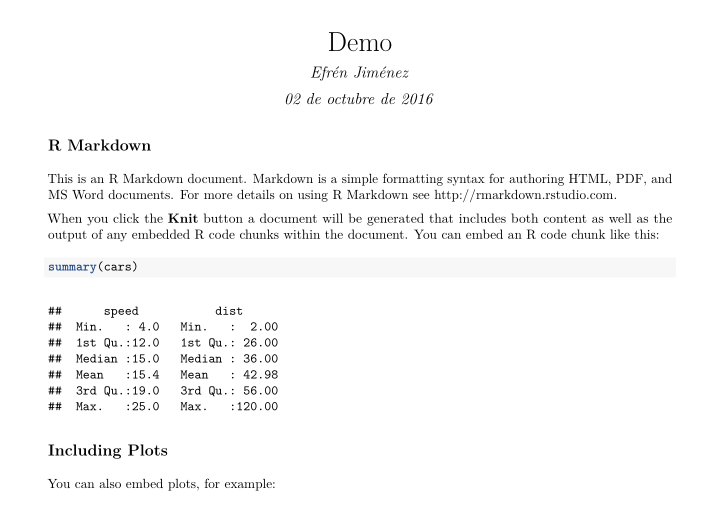 Demo
Efrén Jiménez
02 de octubre de 2016
R Markdown
This is an R Markdown document. Markdown is a simple formatting syntax for authoring HTML, PDF, and
MS Word documents. For more details on using R Markdown see http://rmarkdown.rstudio.com.
When you click the Knit button a document will be generated that includes both content as well as the
output of any embedded R code chunks within the document. You can embed an R code chunk like this:
summary(cars)
##      speed           dist
##  Min.   : 4.0   Min.   :  2.00
##  1st Qu.:12.0   1st Qu.: 26.00
##  Median :15.0   Median : 36.00
##  Mean   :15.4   Mean   : 42.98
##  3rd Qu.:19.0   3rd Qu.: 56.00
##  Max.   :25.0   Max.   :120.00
Including Plots
You can also embed plots, for example: